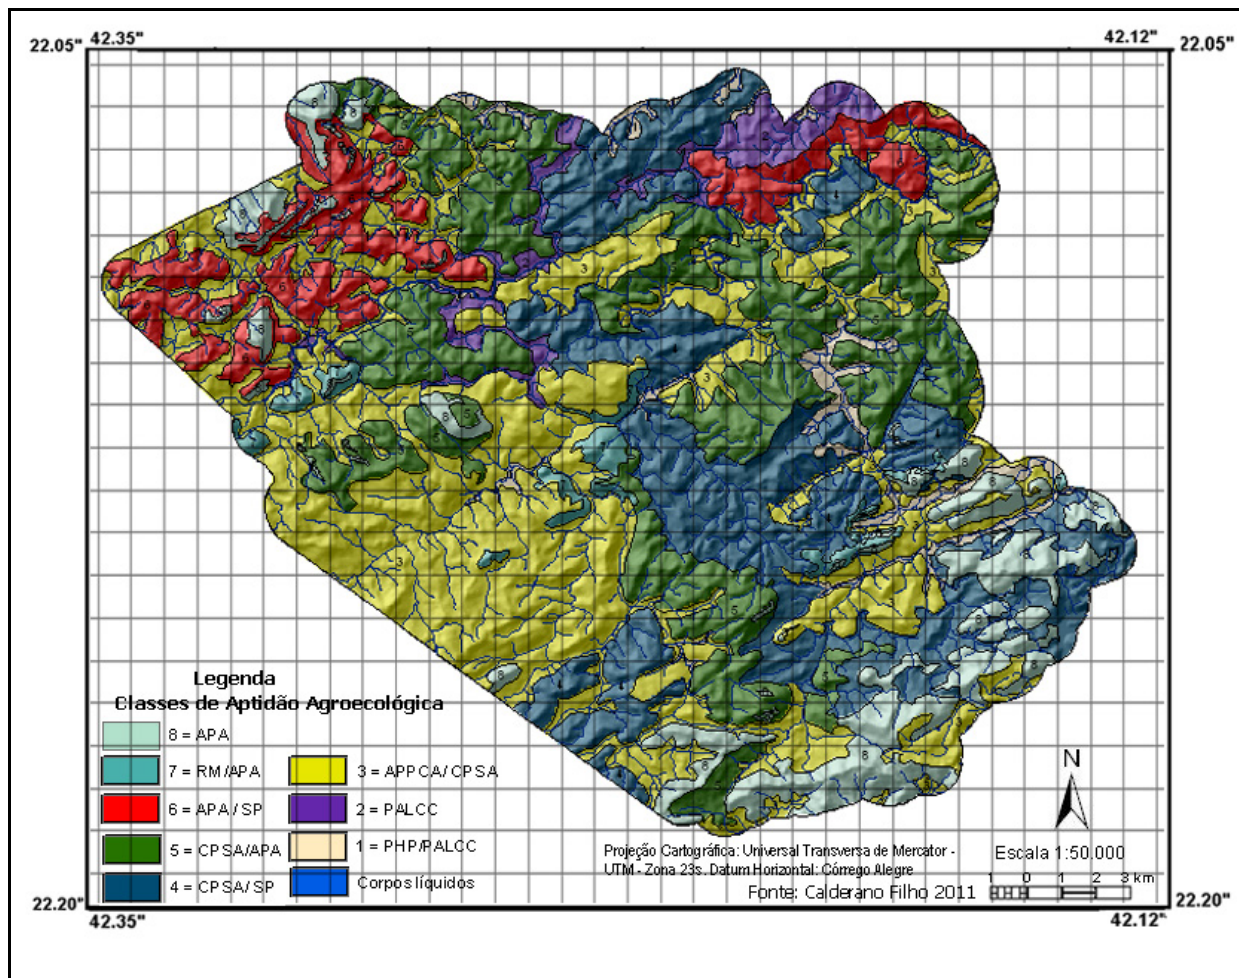 42.35"
42.12"
22.05"
22.05"
Legenda
Classes de Aptidão Agroecológica
8 = APA
7 = RM/APA
3 = APPCA/CPSA
6 = APA/SP
2 = PALCC
5 = CPSA/APA
1 = PHP/PALCC
4 = CPSA/SP
Corpos líquidos
N
Projeção Cartográfica: Universal Transversa de Mercator -
UTM - Zona 23s. Datum Horizontal: Córrego Alegre
Escala 1:50.000
Fonte: Calderano Filho 2011
1 0 1 2 3 km
22.20"
22.20"
42.35"
42.12"